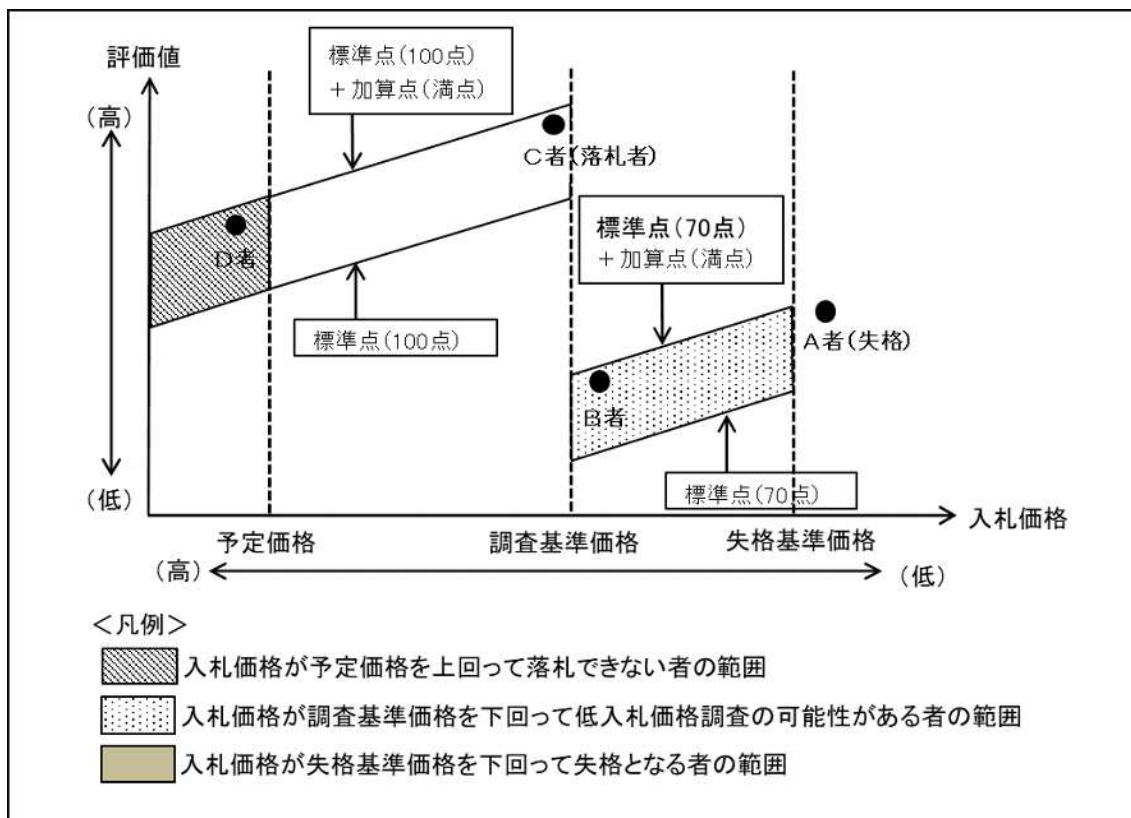 評価値
（高）
（低）
標準点（100点）
＋加算点（満点）
C者（落札者）
標準点（70点）
＋加算点（満点）
D者
標準点（100点）
A者（失格）
B者
標準点（70点）
入札価格
予定価格
調査基準価格
失格基準価格
（高）
（低）
＜凡例＞
入札価格が予定価格を上回って落札できない者の範囲
入札価格が調査基準価格を下回って低入札価格調査の可能性がある者の範囲
入札価格が失格基準価格を下回って失格となる者の範囲